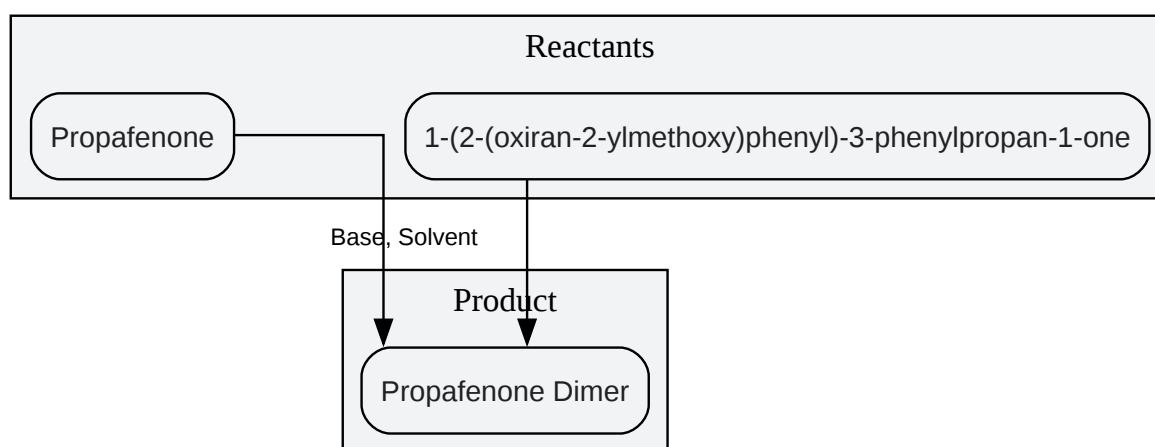 Reactants
Propafenone
1-(2-(oxiran-2-ylmethoxy)phenyl)-3-phenylpropan-1-one
Base, Solvent
Product
Propafenone Dimer